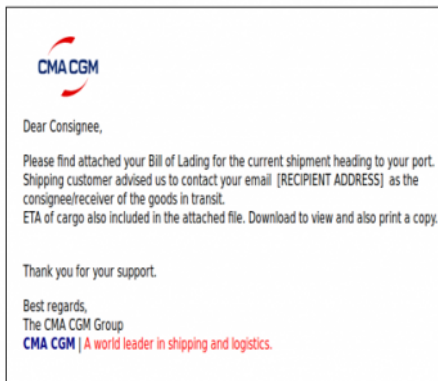 CMA CGM
Dear Consignee,
Please find attached your Bill of Lading for the current shipment heading to your port.
Shipping customer advised us to contact your email [RECIPIENT ADDRESS] as the
consignee/receiver of the goods in transit.
ETA of cargo also included in the attached file. Download to view and also print a copy.
Thank you for your support.
Best regards,
The CMA CGM Group
CMA CGM | A world leader in shipping and logistics.